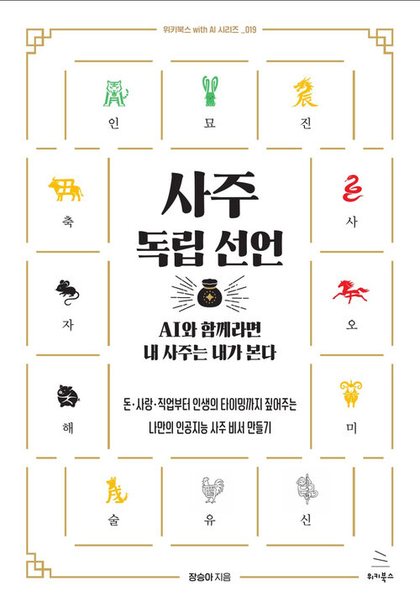 위키북스 with AI 시리즈 _019
인 묘 진
사주
독립 선언
축 사
자 오
AI와 함께라면
내 사주는 내가 본다
해 미
돈·사랑·직업부터 인생의 타이밍까지 짚어주는
나만의 인공지능 사주 비서 만들기
술 유 신
장승아 지음
위키북스